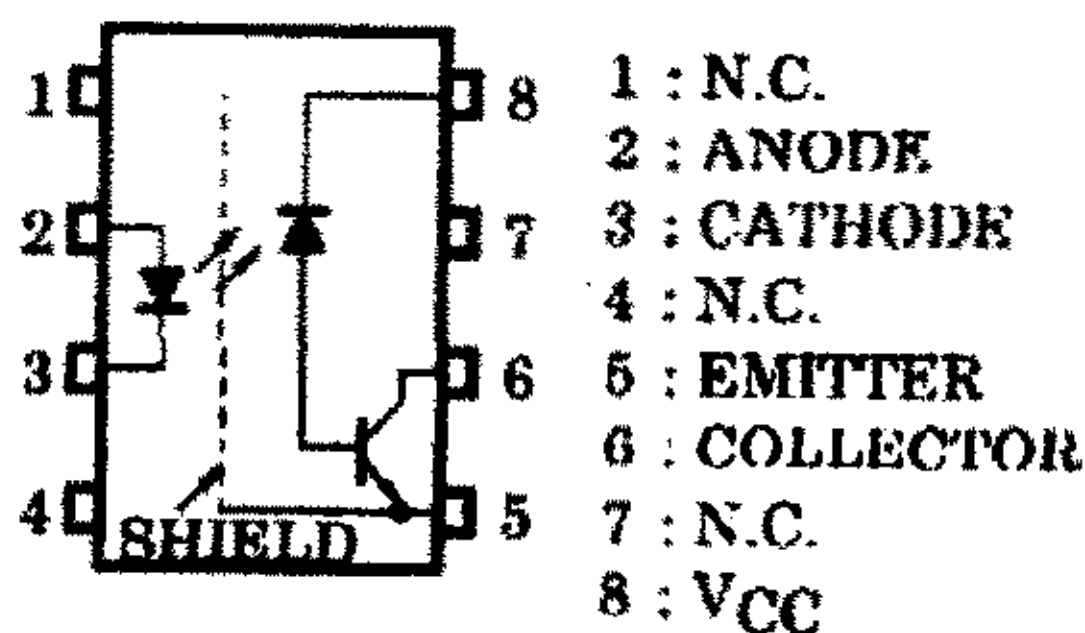 1
2
3
4
SHIELD
8
7
6
5
1 : N.C.
2 : ANODE
3 : CATHODE
4 : N.C.
5 : EMITTER
6 : COLLECTOR
7 : N.C.
8 : VCC